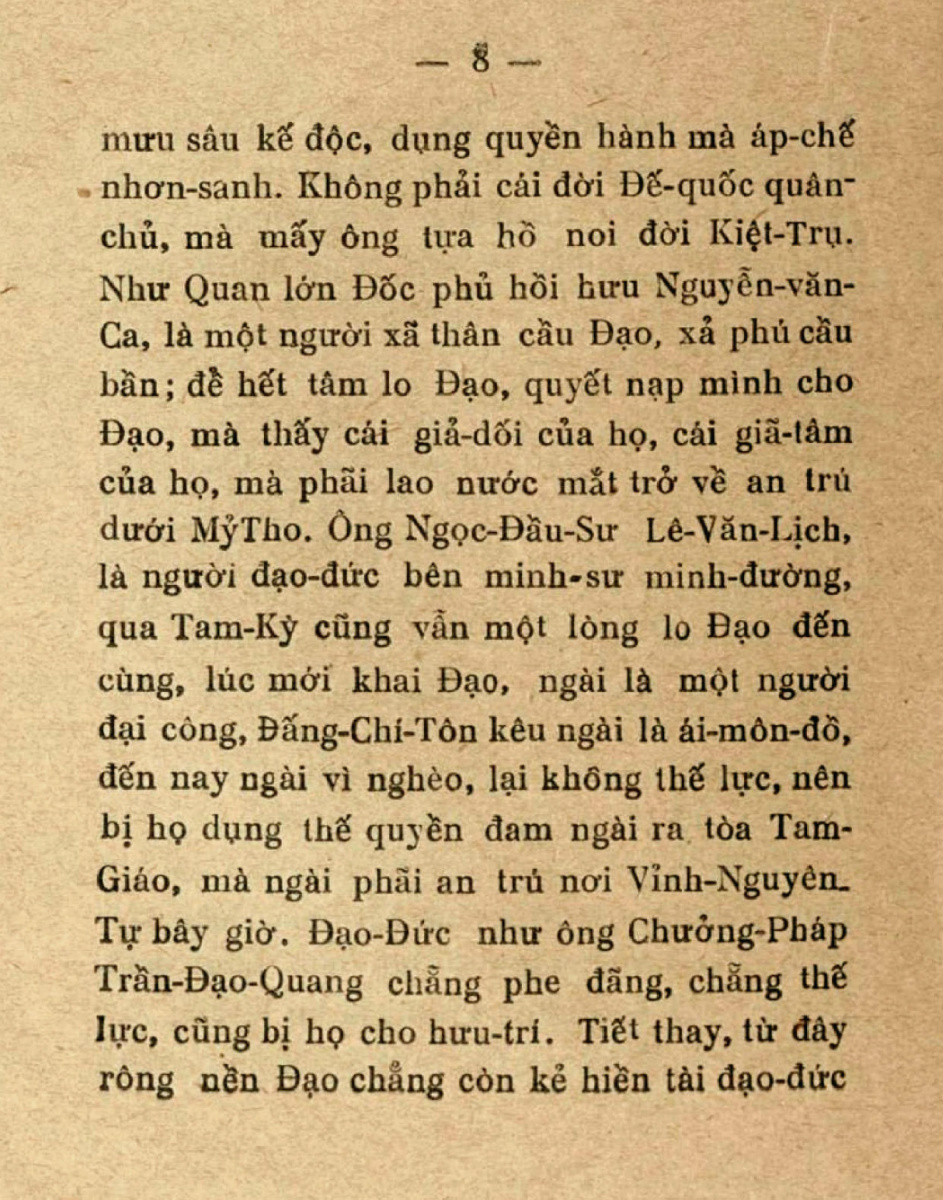 — 8 —
mưu sâu kế độc, dụng quyền hành mà áp-chế
nhơn-sanh. Không phải cái đời Đế-quốc quân-
chủ, mà mấy ông tựa hồ noi đời Kiệt-Trụ.
Như Quan lớn Đốc phủ hồi hưu Nguyễn-văn-
Ca, là một người xã thân cầu Đạo, xả phú cầu
bần; để hết tâm lo Đạo, quyết nạp mình cho
Đạo, mà thấy cái giả-dối của họ, cái giã-tâm
của họ, mà phãi lao nước mắt trở về an trú
dưới MỷTho. Ông Ngọc-Đầu-Sư Lê-Văn-Lịch,
là người đạo-đức bên minh-sư minh-đường,
qua Tam-Kỳ cũng vẫn một lòng lo Đạo đến
cùng, lúc mới khai Đạo, ngài là một người
đại công, Đấng-Chí-Tôn kêu ngài là ái-môn-đồ,
đến nay ngài vì nghèo, lại không thế lực, nên
bị họ dụng thế quyền đam ngài ra tòa Tam-
Giáo, mà ngài phãi an trú nơi Vỉnh-Nguyên-
Tự bây giờ. Đạo-Đức như ông Chưởng-Pháp
Trần-Đạo-Quang chẵng phe đãng, chẵng thế
lực, cũng bị họ cho hưu-trí. Tiết thay, từ đây
rông nền Đạo chẳng còn kẻ hiền tài đạo-đức